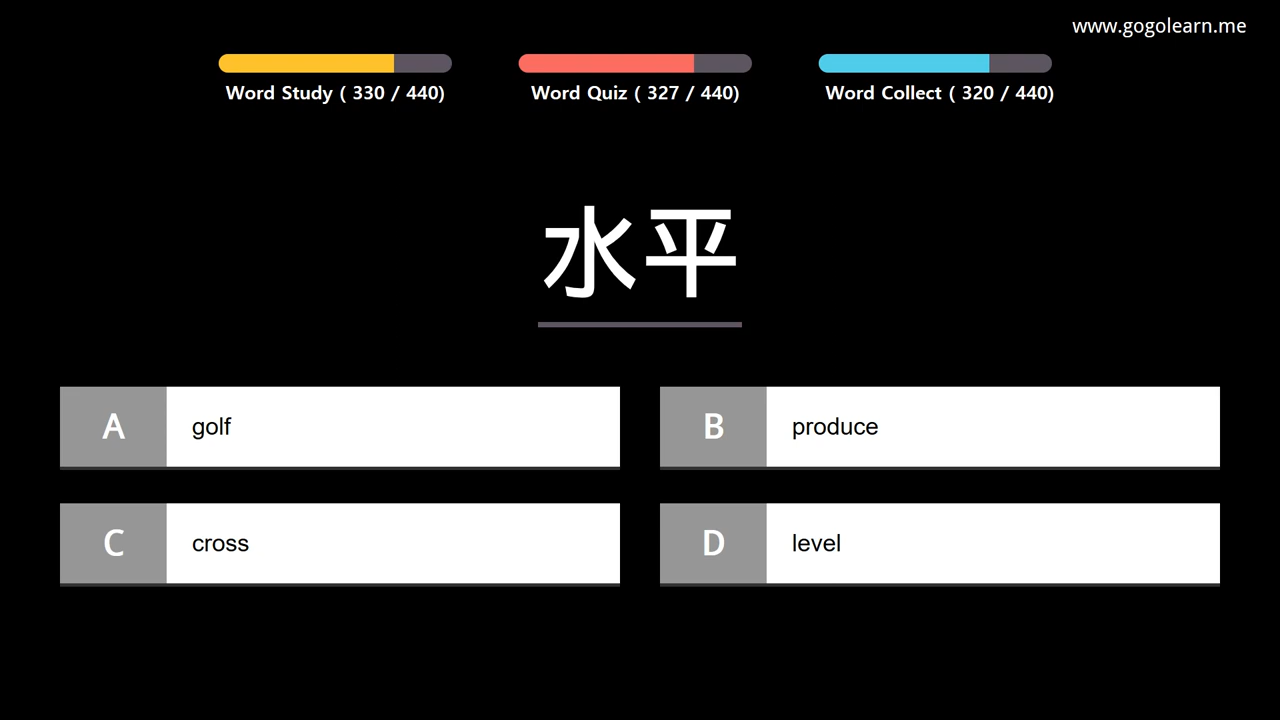 www.gogolearn.me
Word Study ( 330 / 440)
Word Quiz ( 327 / 440)
Word Collect ( 320 / 440)
水平
A golf
B produce
C cross
D level